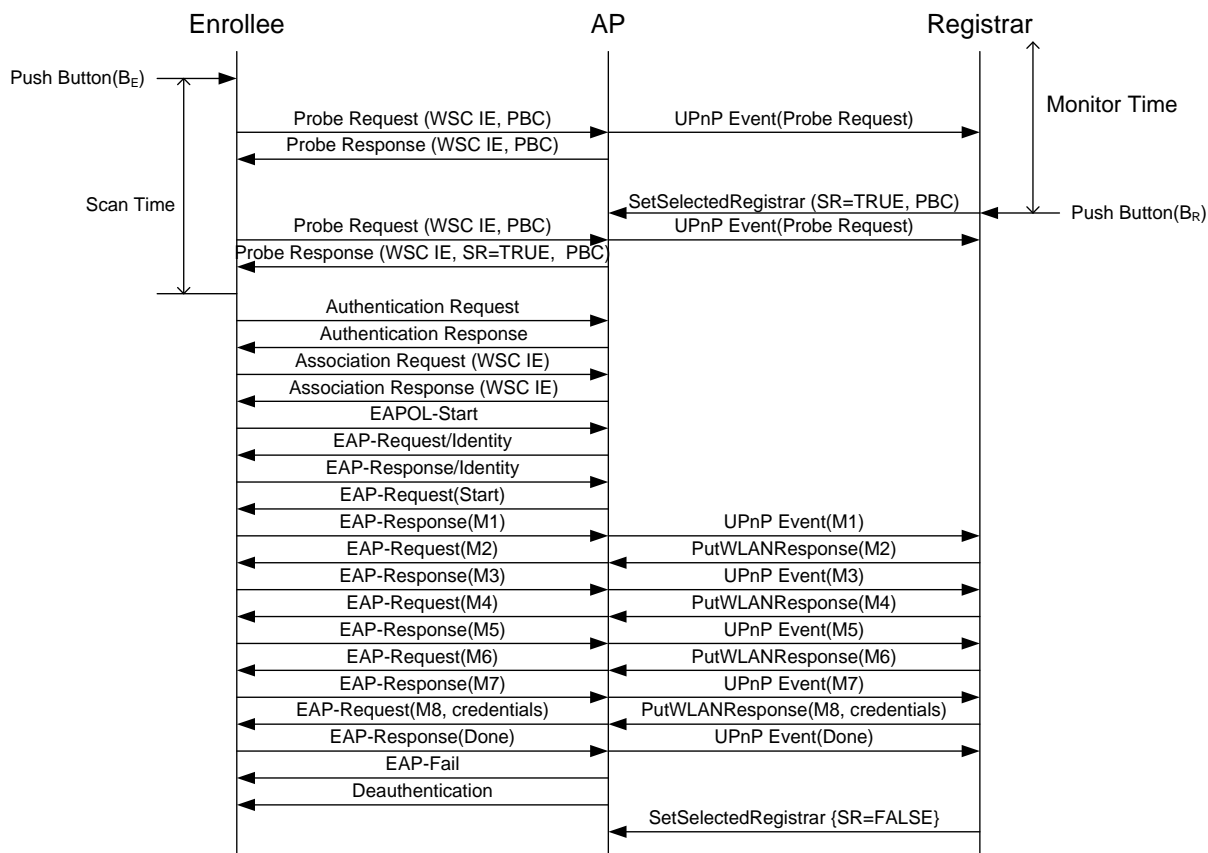 Enrollee AP Registrar
Push Button(BE)
Monitor Time
Probe Request (WSC IE, PBC) UPnP Event(Probe Request)
Probe Response (WSC IE, PBC)
Scan Time
SetSelectedRegistrar (SR=TRUE, PBC) Push Button(BR)
Probe Request (WSC IE, PBC) UPnP Event(Probe Request)
Probe Response (WSC IE, SR=TRUE, PBC)
Authentication Request
Authentication Response
Association Request (WSC IE)
Association Response (WSC IE)
EAPOL-Start
EAP-Request/Identity
EAP-Response/Identity
EAP-Request(Start)
EAP-Response(M1) UPnP Event(M1)
EAP-Request(M2) PutWLANResponse(M2)
EAP-Response(M3) UPnP Event(M3)
EAP-Request(M4) PutWLANResponse(M4)
EAP-Response(M5) UPnP Event(M5)
EAP-Request(M6) PutWLANResponse(M6)
EAP-Response(M7) UPnP Event(M7)
EAP-Request(M8, credentials) PutWLANResponse(M8, credentials)
EAP-Response(Done) UPnP Event(Done)
EAP-Fail
Deauthentication
SetSelectedRegistrar {SR=FALSE}